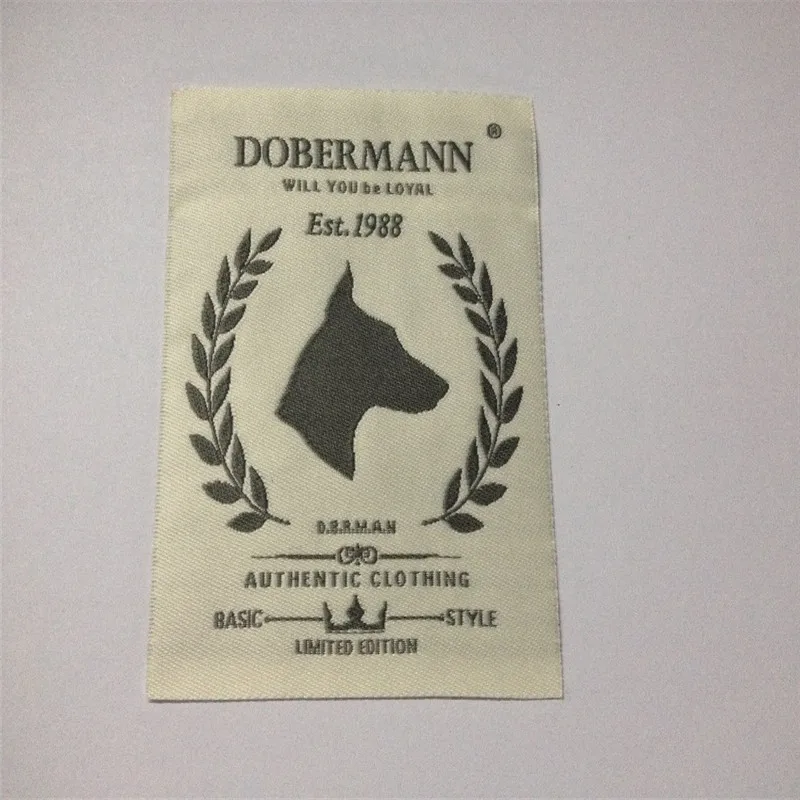 DOBERMANN®
WILL YOU be LOYAL
Est. 1988
D.B.R.M.A.N
AUTHENTIC CLOTHING
BASIC STYLE
LIMITED EDITION